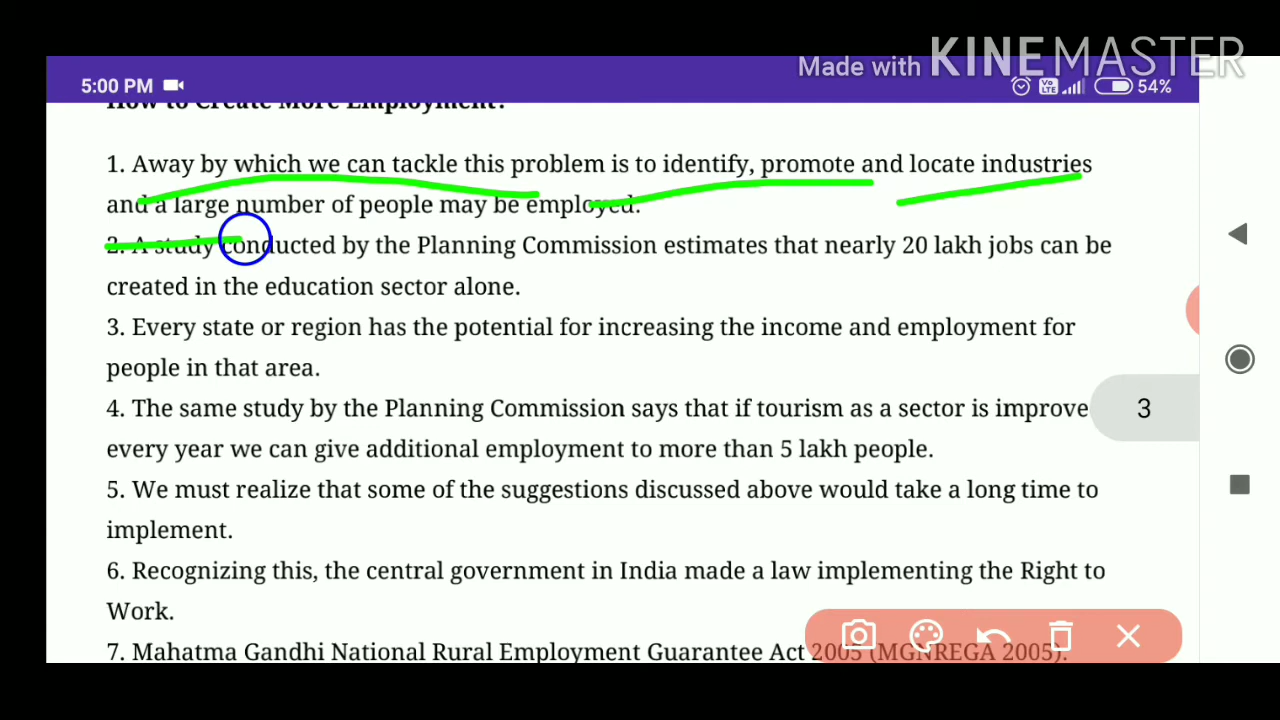 Made with KINEMASTER
5:00 PM
Vo LTE 54%
How to Create More Employment?
1. Away by which we can tackle this problem is to identify, promote and locate industries
and a large number of people may be employed.
2. A study conducted by the Planning Commission estimates that nearly 20 lakh jobs can be
created in the education sector alone.
3. Every state or region has the potential for increasing the income and employment for
people in that area.
4. The same study by the Planning Commission says that if tourism as a sector is improve
every year we can give additional employment to more than 5 lakh people.
3
5. We must realize that some of the suggestions discussed above would take a long time to
implement.
6. Recognizing this, the central government in India made a law implementing the Right to
Work.
7. Mahatma Gandhi National Rural Employment Guarantee Act 2005 (MGNREGA 2005).